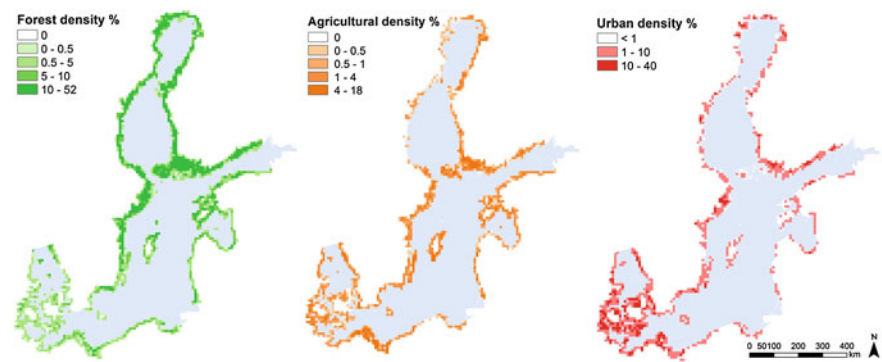 Forest density %
0
0 - 0.5
0.5 - 5
5 - 10
10 - 52
Agricultural density %
0
0 - 0.5
0.5 - 1
1 - 4
4 - 18
Urban density %
< 1
1 - 10
10 - 40
N
0 50100 200 300 400
km